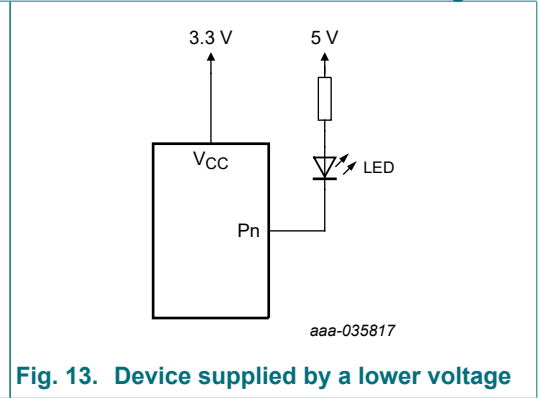 3.3 V 5 V
VCC
LED
Pn
aaa-035817
Fig. 13. Device supplied by a lower voltage